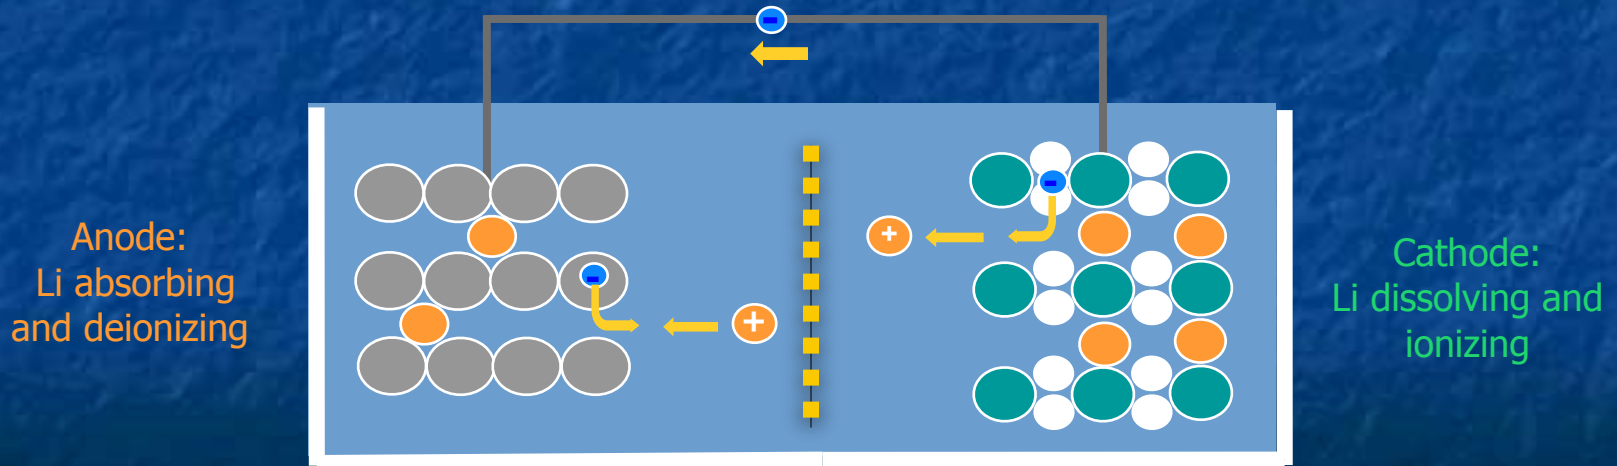 -
Anode:
Li absorbing
and deionizing
-
-
+
+
Cathode:
Li dissolving and
ionizing